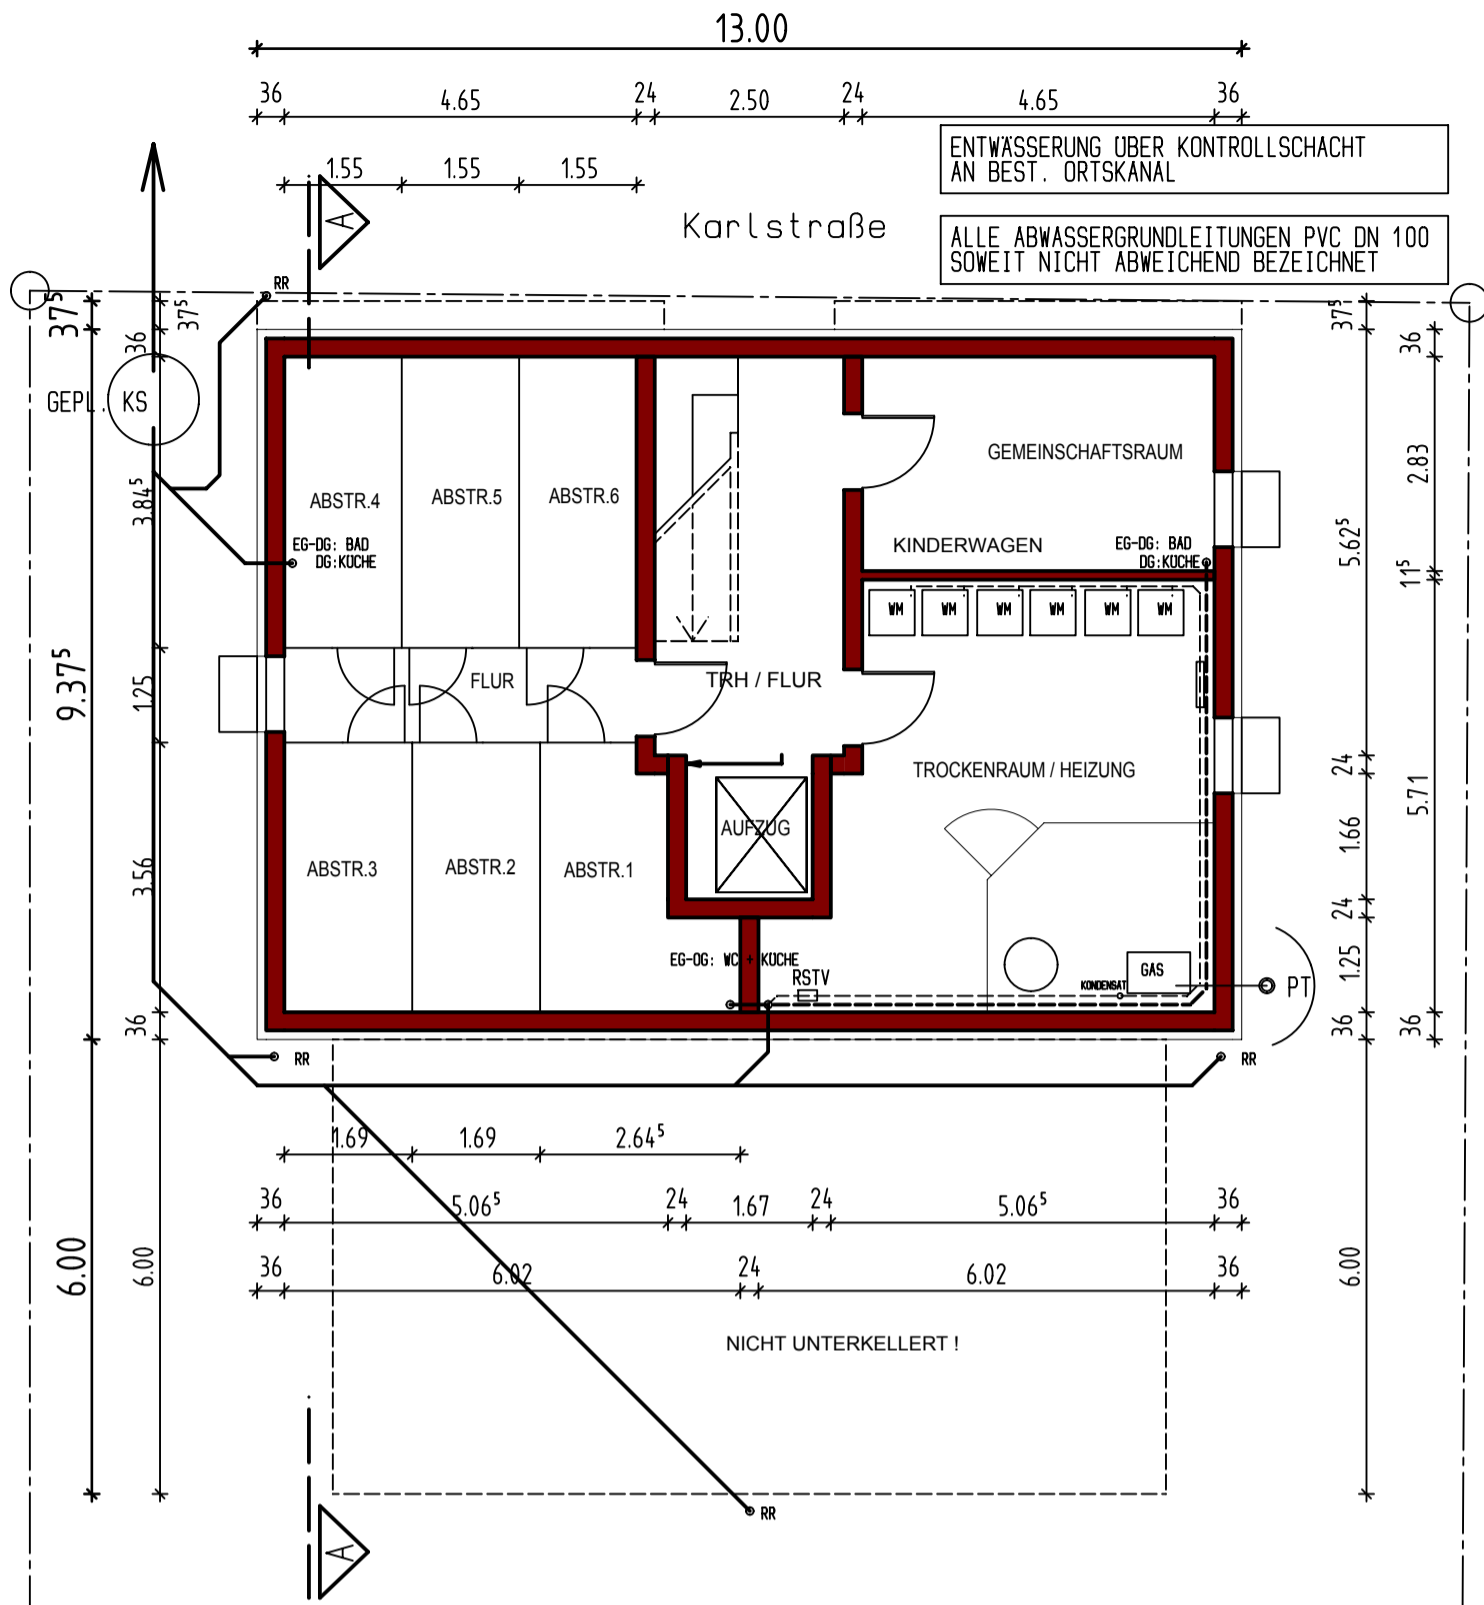 13.00
36 4.65 24 2.50 24 4.65 36
ENTWÄSSERUNG ÜBER KONTROLLSCHACHT
AN BEST. ORTSKANAL
1.55 1.55 1.55
A
Karlstraße
ALLE ABWASSERGRUNDLEITUNGEN PVC DN 100
SOWEIT NICHT ABWEICHEND BEZEICHNET
RR
37⁵ 37⁵ 37⁵
36 36
GEPL. KS
GEMEINSCHAFTSRAUM
2.83
ABSTR.4 ABSTR.5 ABSTR.6
3.84⁵
5.62⁵
EG-DG: BAD
DG:KÜCHE
KINDERWAGEN
EG-DG: BAD
DG:KÜCHE
11⁵
WM WM WM WM WM WM
9.37⁵
1.25
FLUR
TRH / FLUR
TROCKENRAUM / HEIZUNG
24
5.71
AUFZUG
1.66
3.56
ABSTR.3 ABSTR.2 ABSTR.1
24
EG-OG: WC + KÜCHE
RSTV
GAS
KONDENSAT
PT
1.25
36 36 36
RR RR
1.69 1.69 2.64⁵
36 5.06⁵ 24 1.67 24 5.06⁵ 36
6.00 6.00 6.00
36 6.02 24 6.02 36
NICHT UNTERKELLERT !
RR
A